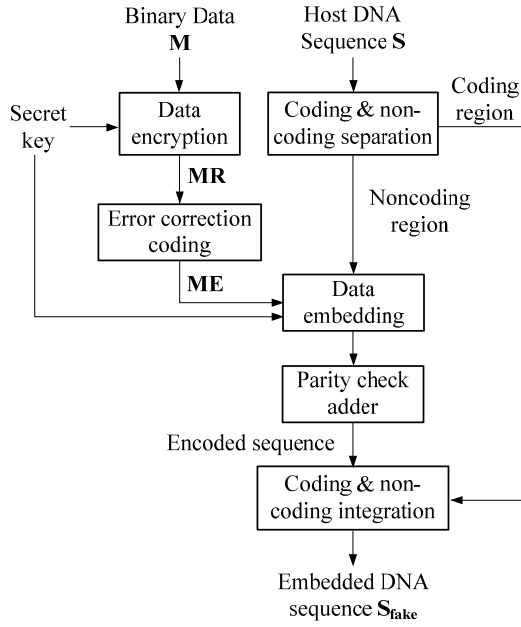 Binary Data
M
Host DNA
Sequence S
Coding
region
Secret
key
Data
encryption
Coding & non-
coding separation
MR
Noncoding
region
Error correction
coding
ME
Data
embedding
Parity check
adder
Encoded sequence
Coding & non-
coding integration
Embedded DNA
sequence Sfake